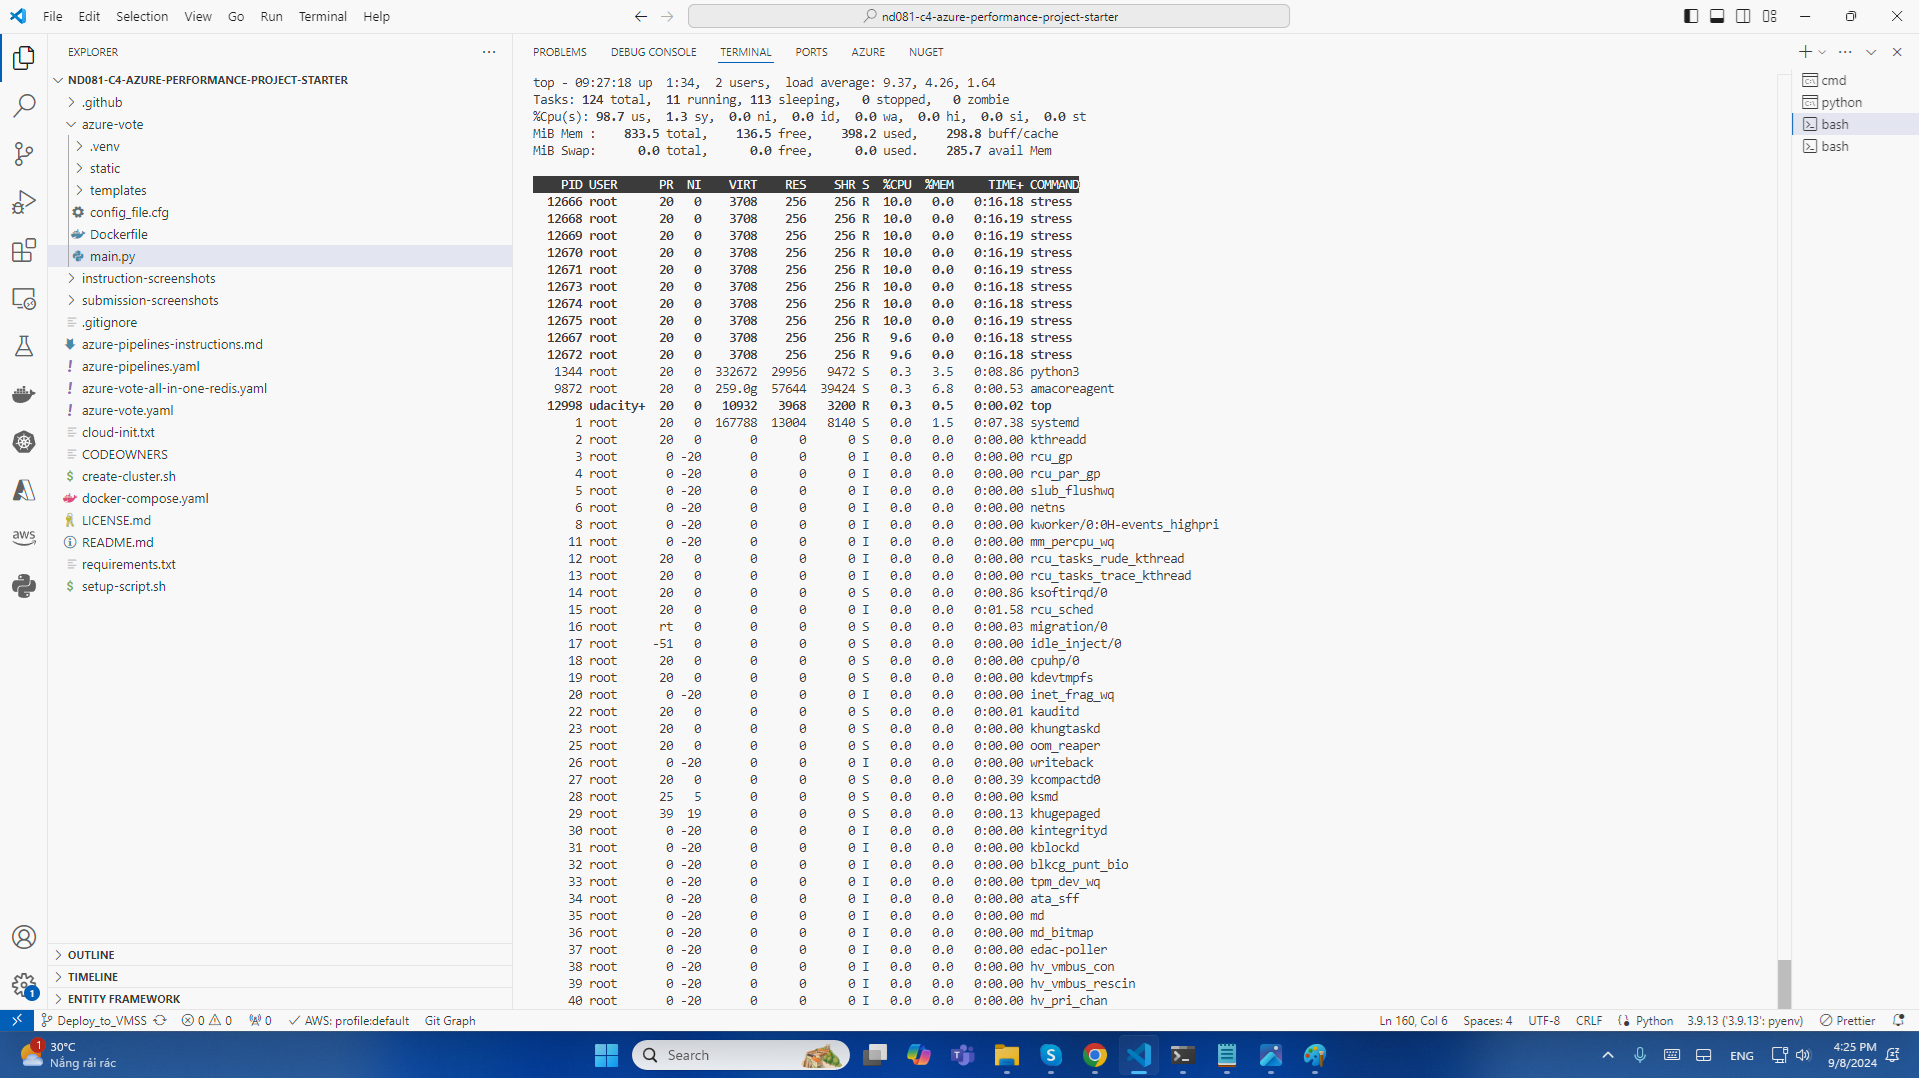 File Edit Selection View Go Run Terminal Help
nd081-c4-azure-performance-project-starter
EXPLORER
ND081-C4-AZURE-PERFORMANCE-PROJECT-STARTER
.github
azure-vote
.venv
static
templates
config_file.cfg
Dockerfile
main.py
instruction-screenshots
submission-screenshots
.gitignore
azure-pipelines-instructions.md
azure-pipelines.yaml
azure-vote-all-in-one-redis.yaml
azure-vote.yaml
cloud-init.txt
CODEOWNERS
create-cluster.sh
docker-compose.yaml
LICENSE.md
README.md
requirements.txt
setup-script.sh
OUTLINE
TIMELINE
ENTITY FRAMEWORK
aws
1
PROBLEMS DEBUG CONSOLE TERMINAL PORTS AZURE NUGET
top - 09:27:18 up 1:34, 2 users, load average: 9.37, 4.26, 1.64
Tasks: 124 total, 11 running, 113 sleeping, 0 stopped, 0 zombie
%Cpu(s): 98.7 us, 1.3 sy, 0.0 ni, 0.0 id, 0.0 wa, 0.0 hi, 0.0 si, 0.0 st
MiB Mem : 833.5 total, 136.5 free, 398.2 used, 298.8 buff/cache
MiB Swap: 0.0 total, 0.0 free, 0.0 used. 285.7 avail Mem
PID USER PR NI VIRT RES SHR S %CPU %MEM TIME+ COMMAND
12666 root 20 0 3708 256 256 R 10.0 0.0 0:16.18 stress
12668 root 20 0 3708 256 256 R 10.0 0.0 0:16.19 stress
12669 root 20 0 3708 256 256 R 10.0 0.0 0:16.19 stress
12670 root 20 0 3708 256 256 R 10.0 0.0 0:16.19 stress
12671 root 20 0 3708 256 256 R 10.0 0.0 0:16.19 stress
12673 root 20 0 3708 256 256 R 10.0 0.0 0:16.18 stress
12674 root 20 0 3708 256 256 R 10.0 0.0 0:16.18 stress
12675 root 20 0 3708 256 256 R 10.0 0.0 0:16.19 stress
12667 root 20 0 3708 256 256 R 9.6 0.0 0:16.18 stress
12672 root 20 0 3708 256 256 R 9.6 0.0 0:16.18 stress
1344 root 20 0 332672 29956 9472 S 0.3 3.5 0:08.86 python3
9872 root 20 0 259.0g 57644 39424 S 0.3 6.8 0:00.53 amacoreagent
12998 udacity+ 20 0 10932 3968 3200 R 0.3 0.5 0:00.02 top
1 root 20 0 167788 13004 8140 S 0.0 1.5 0:07.38 systemd
2 root 20 0 0 0 0 S 0.0 0.0 0:00.00 kthreadd
3 root 0 -20 0 0 0 I 0.0 0.0 0:00.00 rcu_gp
4 root 0 -20 0 0 0 I 0.0 0.0 0:00.00 rcu_par_gp
5 root 0 -20 0 0 0 I 0.0 0.0 0:00.00 slub_flushwq
6 root 0 -20 0 0 0 I 0.0 0.0 0:00.00 netns
8 root 0 -20 0 0 0 I 0.0 0.0 0:00.00 kworker/0:0H-events_highpri
11 root 0 -20 0 0 0 I 0.0 0.0 0:00.00 mm_percpu_wq
12 root 20 0 0 0 0 I 0.0 0.0 0:00.00 rcu_tasks_rude_kthread
13 root 20 0 0 0 0 I 0.0 0.0 0:00.00 rcu_tasks_trace_kthread
14 root 20 0 0 0 0 S 0.0 0.0 0:00.86 ksoftirqd/0
15 root 20 0 0 0 0 I 0.0 0.0 0:01.58 rcu_sched
16 root rt 0 0 0 0 S 0.0 0.0 0:00.03 migration/0
17 root -51 0 0 0 0 S 0.0 0.0 0:00.00 idle_inject/0
18 root 20 0 0 0 0 S 0.0 0.0 0:00.00 cpuhp/0
19 root 20 0 0 0 0 S 0.0 0.0 0:00.00 kdevtmpfs
20 root 0 -20 0 0 0 I 0.0 0.0 0:00.00 inet_frag_wq
22 root 20 0 0 0 0 S 0.0 0.0 0:00.01 kauditd
23 root 20 0 0 0 0 S 0.0 0.0 0:00.00 khungtaskd
25 root 20 0 0 0 0 S 0.0 0.0 0:00.00 oom_reaper
26 root 0 -20 0 0 0 I 0.0 0.0 0:00.00 writeback
27 root 20 0 0 0 0 S 0.0 0.0 0:00.39 kcompactd0
28 root 25 5 0 0 0 S 0.0 0.0 0:00.00 ksmd
29 root 39 19 0 0 0 S 0.0 0.0 0:00.13 khugepaged
30 root 0 -20 0 0 0 I 0.0 0.0 0:00.00 kintegrityd
31 root 0 -20 0 0 0 I 0.0 0.0 0:00.00 kblockd
32 root 0 -20 0 0 0 I 0.0 0.0 0:00.00 blkcg_punt_bio
33 root 0 -20 0 0 0 I 0.0 0.0 0:00.00 tpm_dev_wq
34 root 0 -20 0 0 0 I 0.0 0.0 0:00.00 ata_sff
35 root 0 -20 0 0 0 I 0.0 0.0 0:00.00 md
36 root 0 -20 0 0 0 I 0.0 0.0 0:00.00 md_bitmap
37 root 0 -20 0 0 0 I 0.0 0.0 0:00.00 edac-poller
38 root 0 -20 0 0 0 I 0.0 0.0 0:00.00 hv_vmbus_con
39 root 0 -20 0 0 0 I 0.0 0.0 0:00.00 hv_vmbus_rescin
40 root 0 -20 0 0 0 I 0.0 0.0 0:00.00 hv_pri_chan
cmd
python
bash
bash
Deploy_to_VMSS 0 0 0 AWS: profile:default Git Graph
Ln 160, Col 6 Spaces: 4 UTF-8 CRLF Python 3.9.13 ('3.9.13': pyenv) Prettier
1
30°C
Nắng rải rác
Search
ENG
4:25 PM
9/8/2024